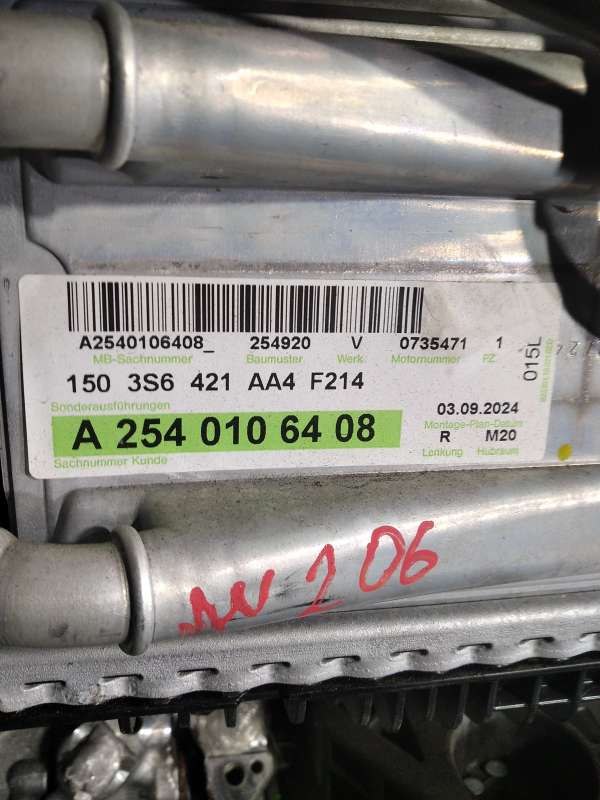 A2540106408_ 254920 V 0735471 1
MB-Sachnummer Baumuster Werk Motornummer PZ
015L
150 3S6 421 AA4 F214
Sonderausführungen
03.09.2024
Montage-Plan-Datum
A 254 010 64 08
R M20
Sachnummer Kunde
Lenkung Hubraum
206